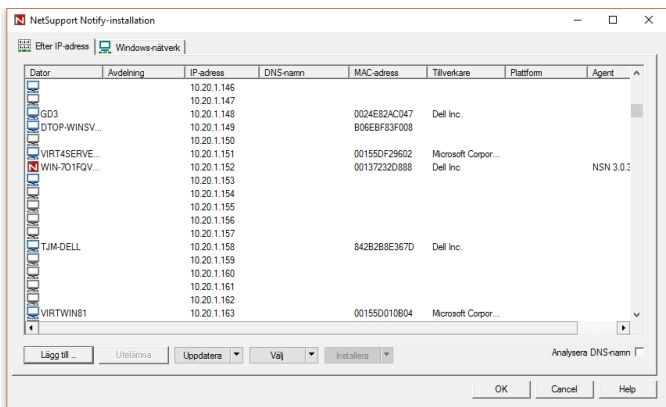 NetSupport Notify-installation
Efter IP-adress Windows-nätverk
Dator Avdelning IP-adress DNS-namn MAC-adress Tillverkare Plattform Agent
10.20.1.146
10.20.1.147
GD3 10.20.1.148 0024E82AC047 Dell Inc.
DTOP-WINSV... 10.20.1.149 B06EBF83F008
10.20.1.150
VIRT4SERVE... 10.20.1.151 00155DF29602 Microsoft Corpor...
WIN-7O1FQV... 10.20.1.152 00137232D888 Dell Inc NSN 3.0.3
10.20.1.153
10.20.1.154
10.20.1.155
10.20.1.156
10.20.1.157
TJM-DELL 10.20.1.158 842B2B8E367D Dell Inc.
10.20.1.159
10.20.1.160
10.20.1.161
10.20.1.162
VIRTWIN81 10.20.1.163 00155D010B04 Microsoft Corpor...
Lägg till ... Utelämna Uppdatera Välj Installera Analysera DNS-namn
OK Cancel Help